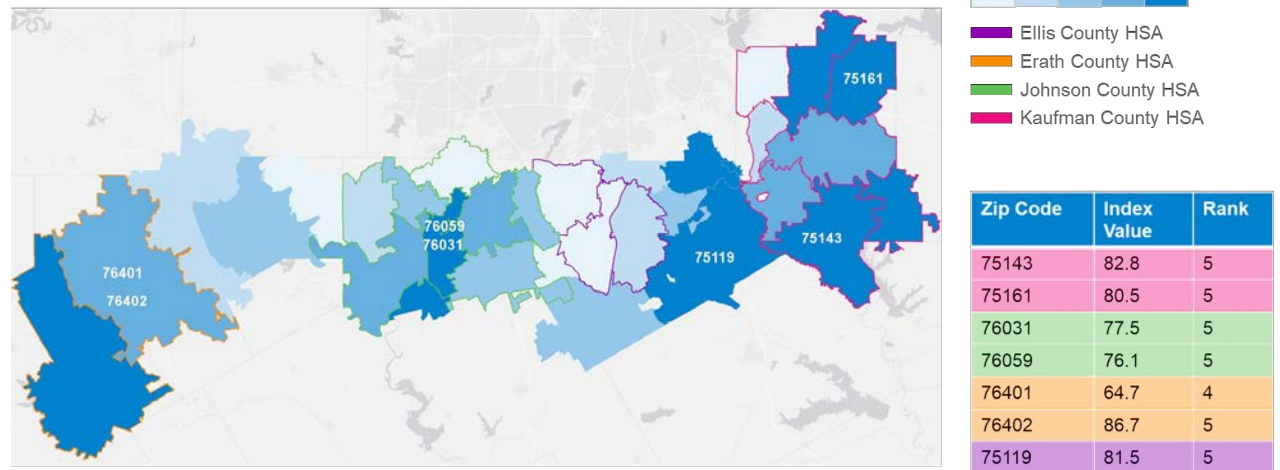 75161
76059
76031
75119
75143
76401
76402
Ellis County HSA
Erath County HSA
Johnson County HSA
Kaufman County HSA
Zip Code Index Value Rank
75143 82.8 5
75161 80.5 5
76031 77.5 5
76059 76.1 5
76401 64.7 4
76402 86.7 5
75119 81.5 5